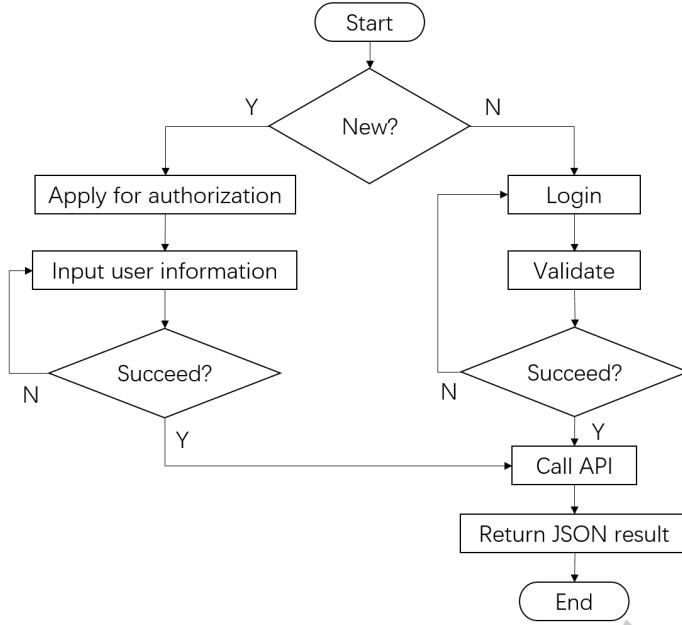 Start
Y
N
New?
Apply for authorization
Login
Input user information
Validate
Succeed?
Succeed?
N
N
Y
Y
Call API
Return JSON result
End